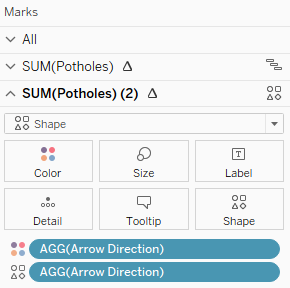 Marks
All
SUM(Potholes) Δ
SUM(Potholes) (2) Δ
Shape
Color Size Label
Detail Tooltip Shape
AGG(Arrow Direction)
AGG(Arrow Direction)